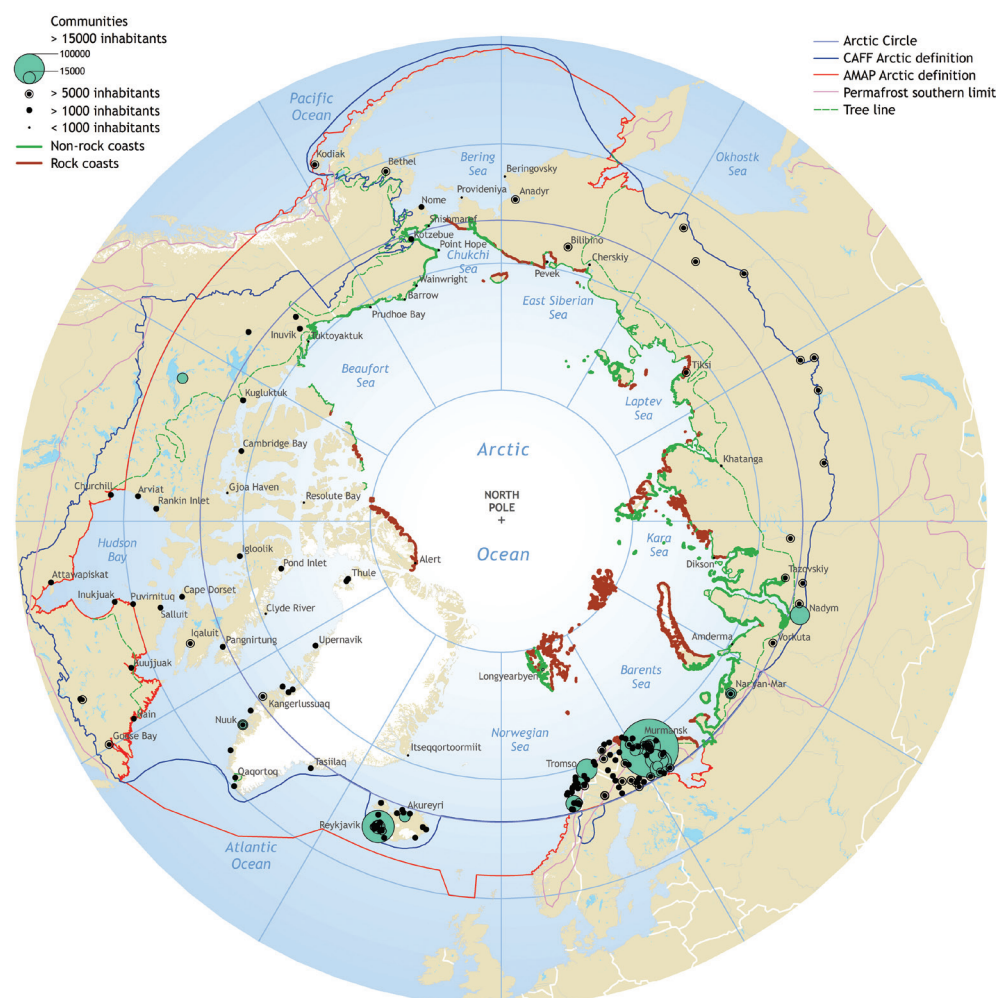 Communities
> 15000 inhabitants
100000
15000
> 5000 inhabitants
> 1000 inhabitants
< 1000 inhabitants
Non-rock coasts
Rock coasts
Arctic Circle
CAFF Arctic definition
AMAP Arctic definition
Permafrost southern limit
Tree line
Pacific
Ocean
Bering
Sea
Okhostk
Sea
Kodiak
Bethel
Beringovsky
Provideniya
Anadyr
Nome
Shishmaref
Kotzebue
Point Hope
Chukchi
Sea
Bilibino
Cherskiy
Pevek
Wainwright
Barrow
Prudhoe Bay
East Siberian
Sea
Inuvik
Tuktoyaktuk
Beaufort
Sea
Tiksi
Laptev
Sea
Kugluktuk
Cambridge Bay
Arctic
Khatanga
Churchill
Arviat
Gjoa Haven
Resolute Bay
Rankin Inlet
NORTH
POLE
+
Hudson
Bay
Kara
Sea
Ocean
Igloolik
Alert
Dikson
Pond Inlet
Thule
Tazovskiy
Attawapiskat
Inukjuak
Puvirnituq
Cape Dorset
Salluit
Clyde River
Nadym
Iqaluit
Pangnirtung
Upernavik
Amderma
Vorkuta
Kuujjuak
Longyearbyen
Barents
Sea
Nar'yan-Mar
Kangerlussuaq
Nain
Nuuk
Goose Bay
Norwegian
Sea
Murmansk
Itseqqortoormiit
Tromso
Qaqortoq
Tasiilaq
Akureyri
Reykjavik
Atlantic
Ocean